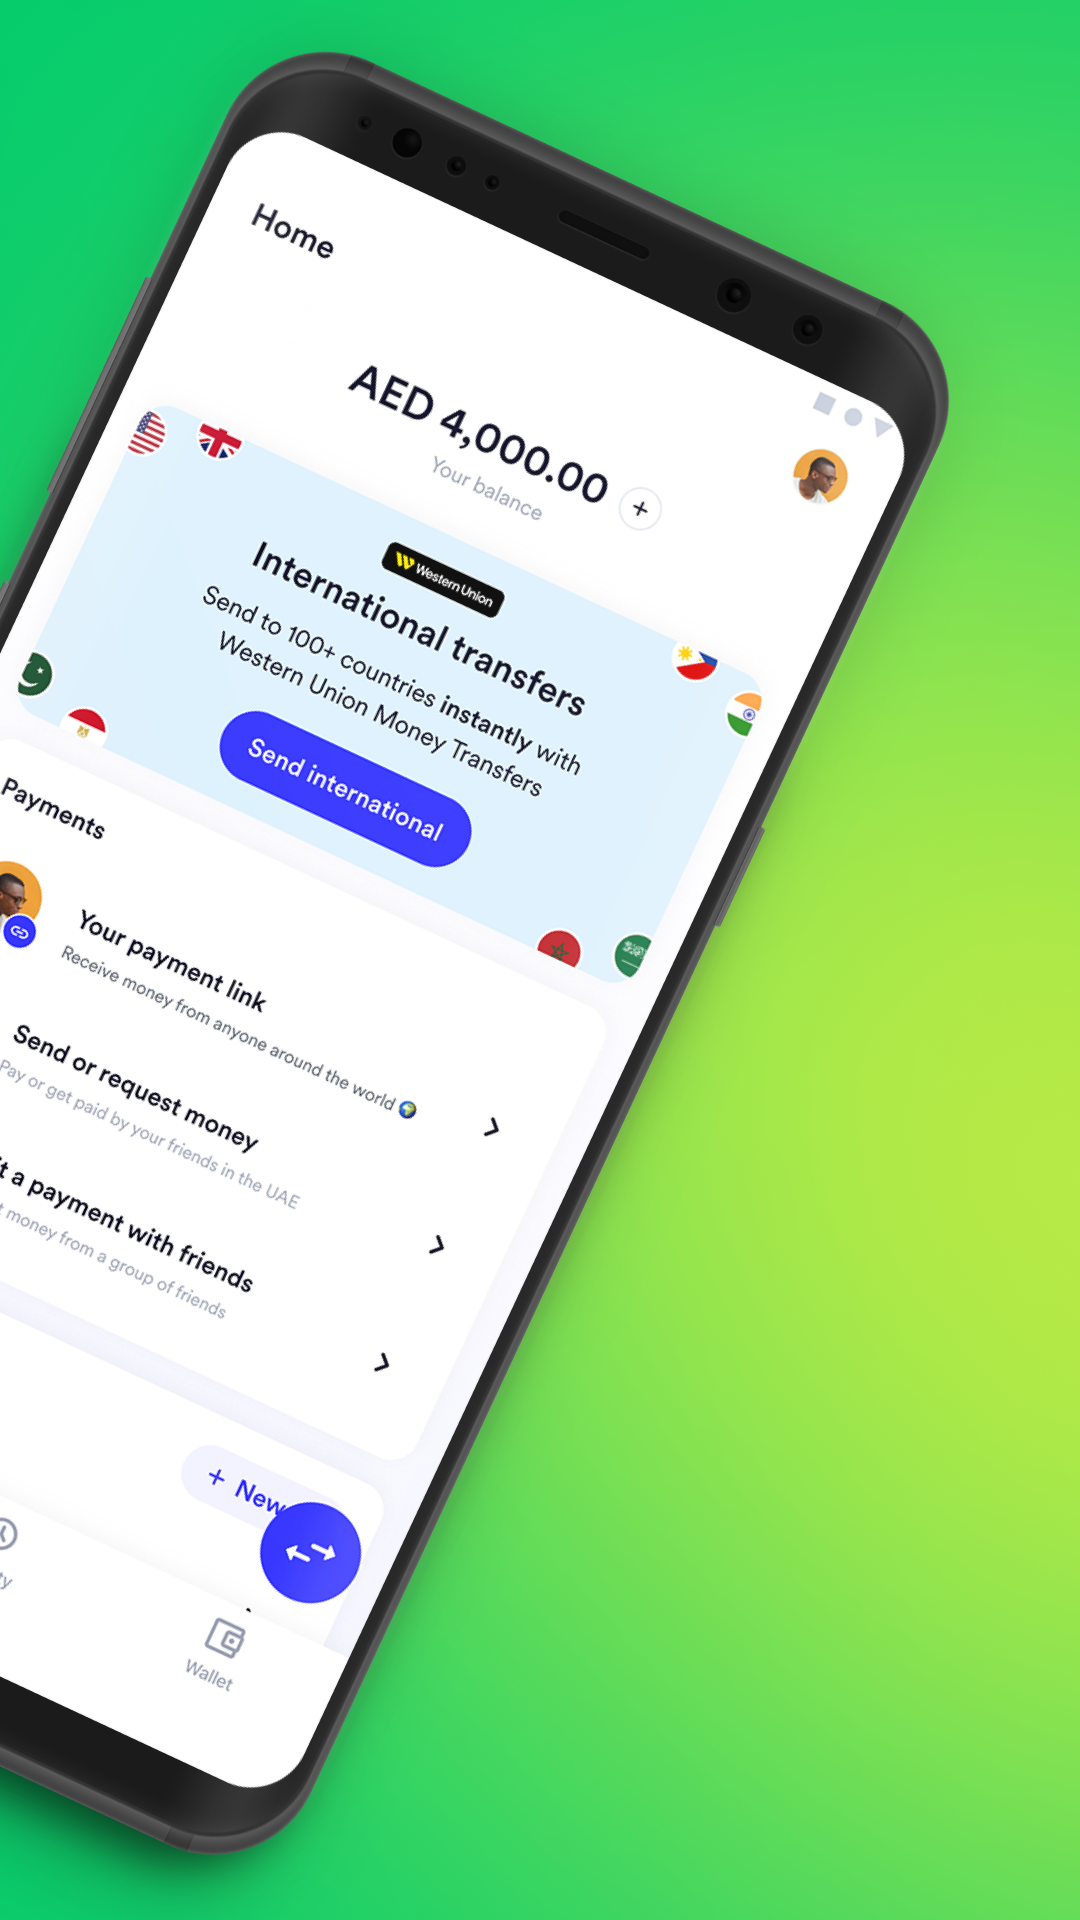 Home
AED 4,000.00
Your balance
Western Union
International transfers
Send to 100+ countries instantly with
Western Union Money Transfers
Send international
Payments
Your payment link
Receive money from anyone around the world 🌍
Send or request money
Pay or get paid by your friends in the UAE
a payment with friends
money from a group of friends
+ New
Wallet